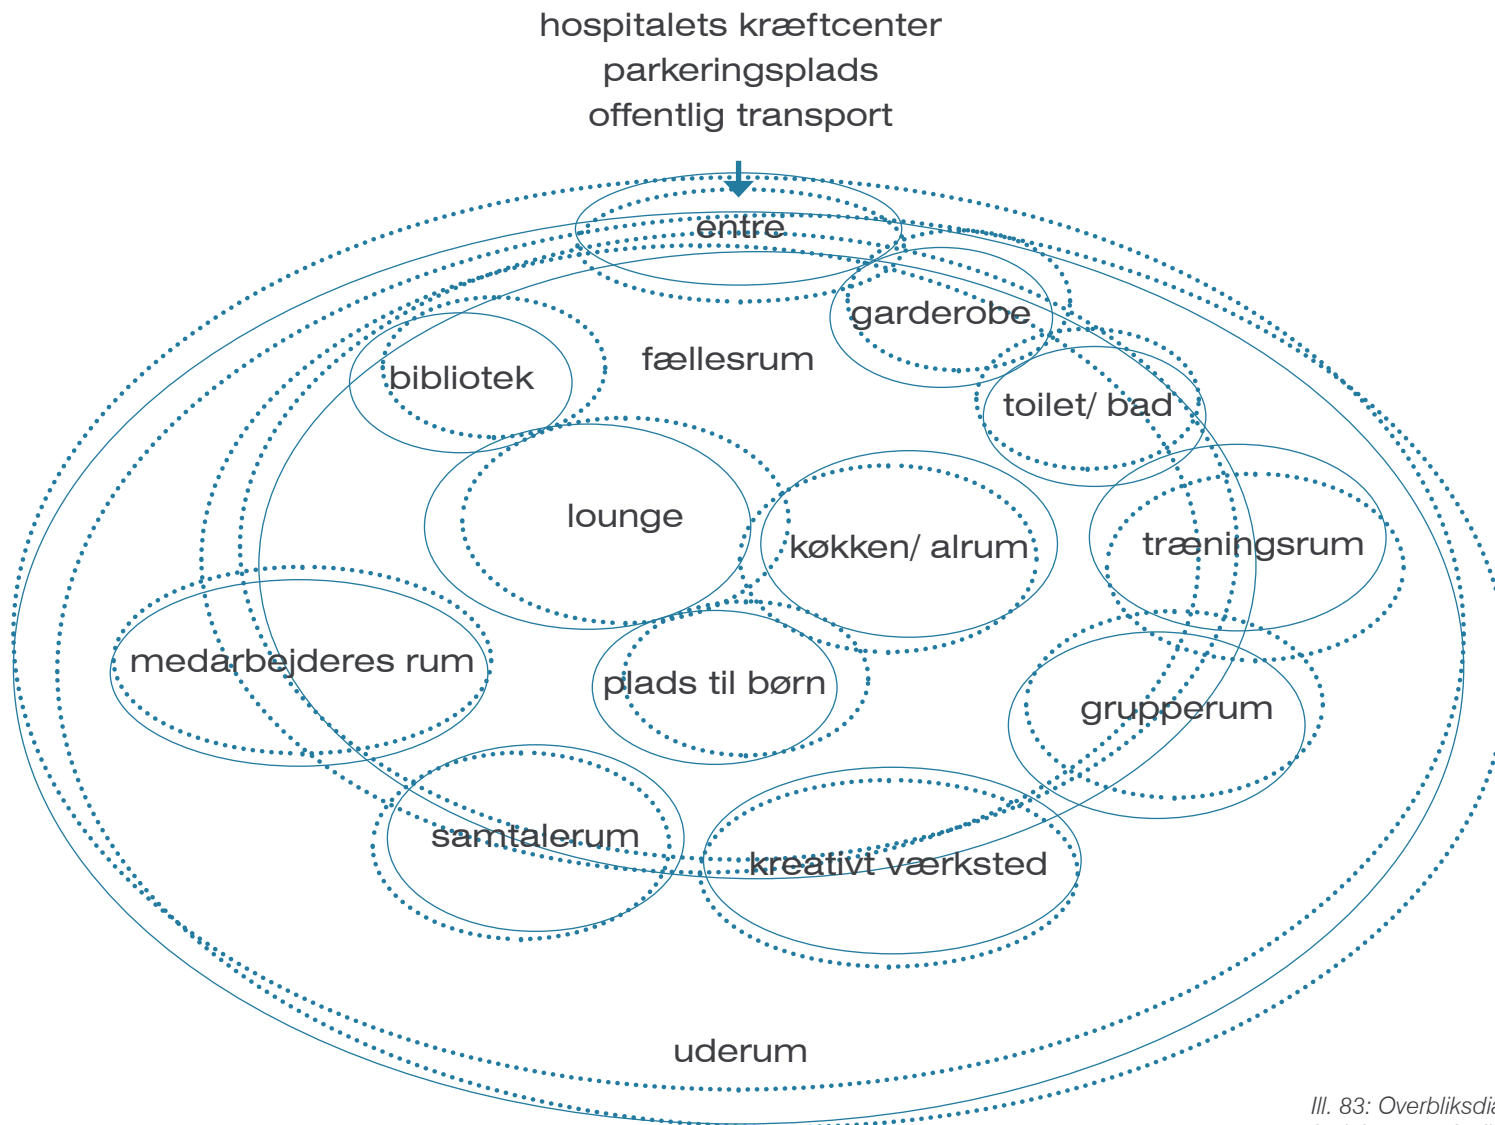 hospitalets kræftcenter
parkeringsplads
offentlig transport
entre
garderobe
fællesrum
bibliotek
toilet/ bad
lounge
køkken/ alrum
træningsrum
medarbejderes rum
plads til børn
grupperum
samtalerum
kreativt værksted
uderum
Ill. 83: